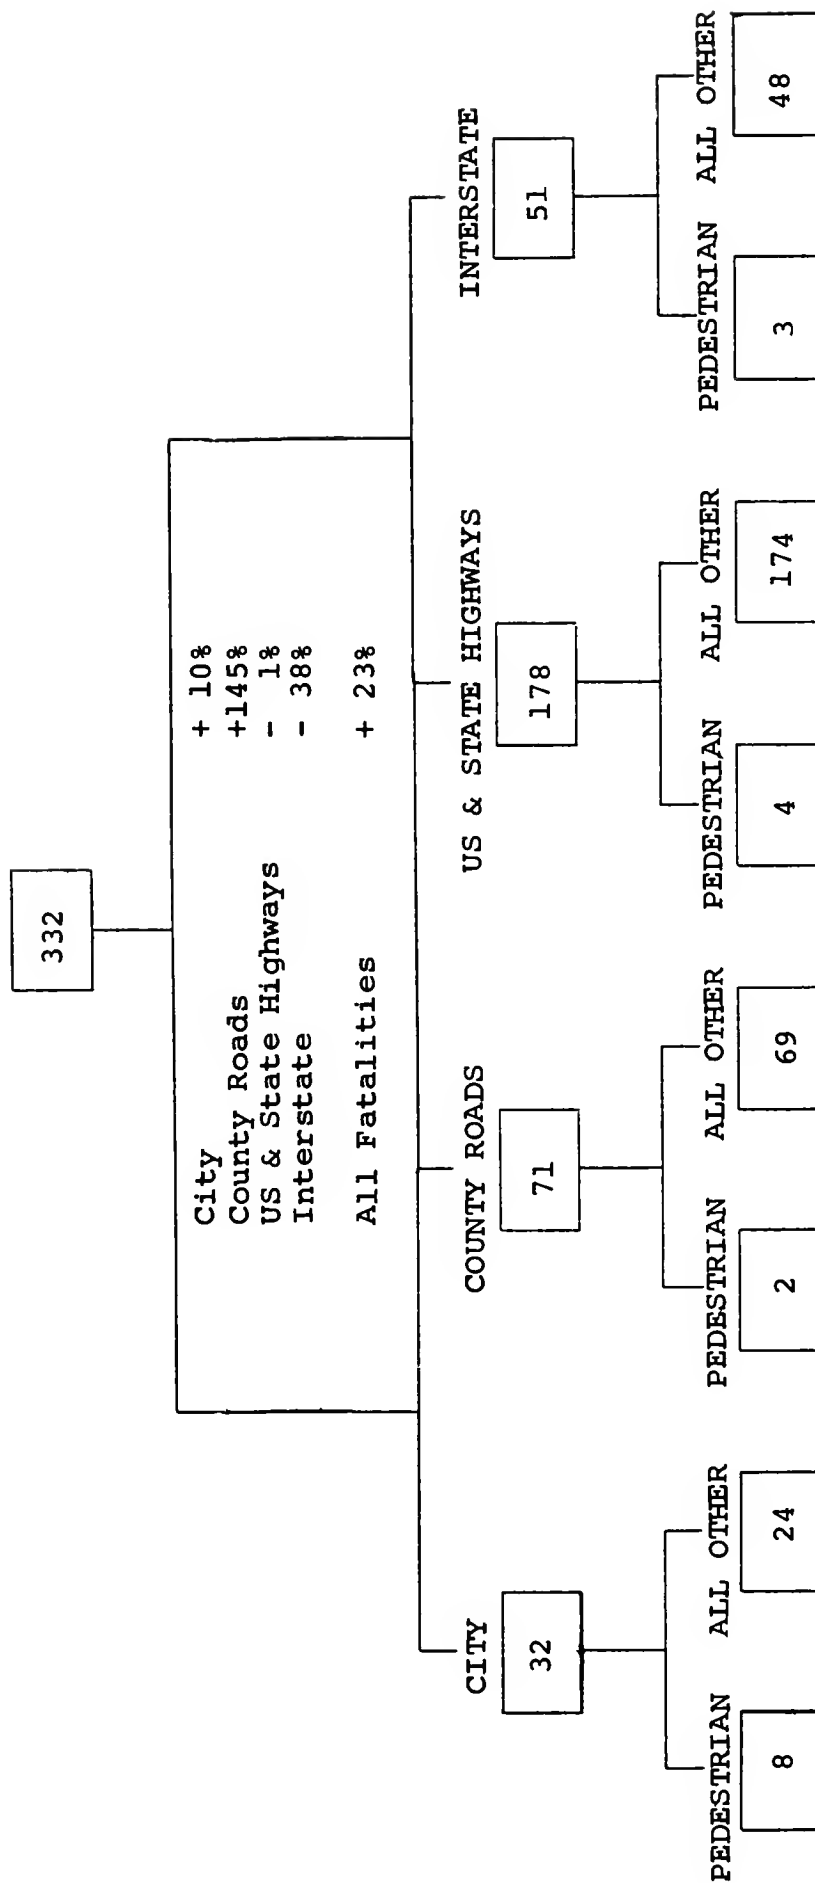 332
City + 10%
County Roads +145%
US & State Highways - 1%
Interstate - 38%
All Fatalities + 23%
CITY COUNTY ROADS US & STATE HIGHWAYS INTERSTATE
32 71 178 51
PEDESTRIAN ALL OTHER PEDESTRIAN ALL OTHER PEDESTRIAN ALL OTHER PEDESTRIAN ALL OTHER
8 24 2 69 4 174 3 48